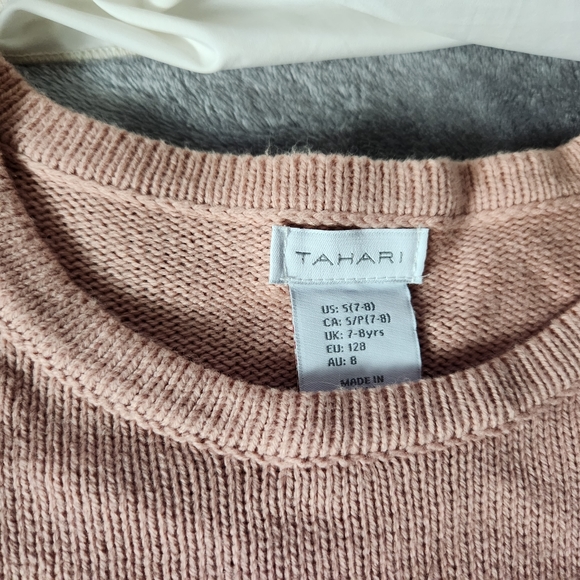 TAHARI
US: S(7-8)
CA: S/P(7-8)
UK: 7-8yrs
EU: 128
AU: 8
MADE IN